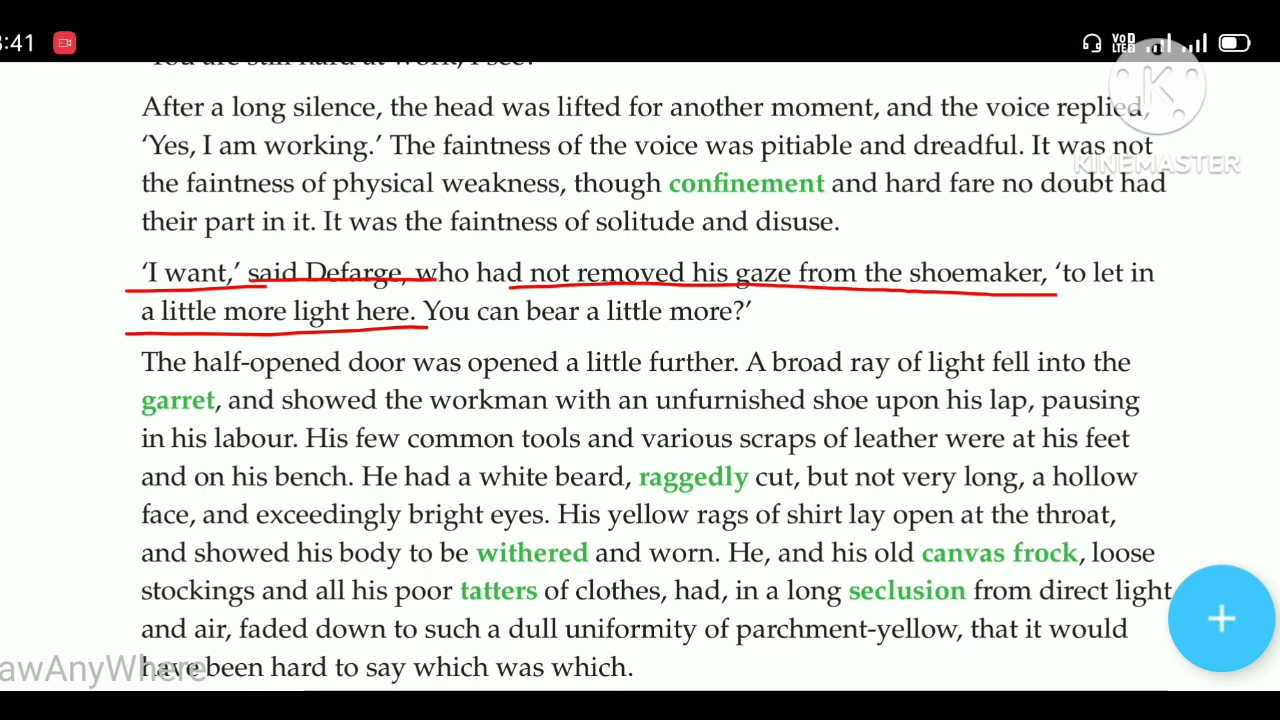 :41
VoD
LTE2
'You are still hard at work, I see?'
After a long silence, the head was lifted for another moment, and the voice replied,
'Yes, I am working.' The faintness of the voice was pitiable and dreadful. It was not
KINEMASTER
the faintness of physical weakness, though confinement and hard fare no doubt had
their part in it. It was the faintness of solitude and disuse.
'I want,' said Defarge, who had not removed his gaze from the shoemaker, 'to let in
a little more light here. You can bear a little more?'
The half-opened door was opened a little further. A broad ray of light fell into the
garret, and showed the workman with an unfurnished shoe upon his lap, pausing
in his labour. His few common tools and various scraps of leather were at his feet
and on his bench. He had a white beard, raggedly cut, but not very long, a hollow
face, and exceedingly bright eyes. His yellow rags of shirt lay open at the throat,
and showed his body to be withered and worn. He, and his old canvas frock, loose
stockings and all his poor tatters of clothes, had, in a long seclusion from direct light
and air, faded down to such a dull uniformity of parchment-yellow, that it would
have been hard to say which was which.
awAnyWhere